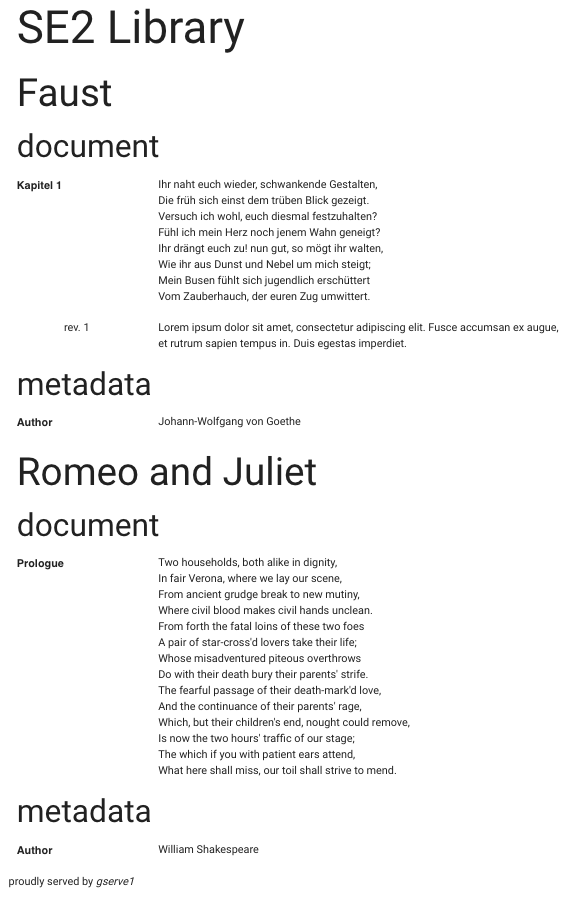 SE2 Library
Faust
document
Kapitel 1
Ihr naht euch wieder, schwankende Gestalten,
Die früh sich einst dem trüben Blick gezeigt.
Versuch ich wohl, euch diesmal festzuhalten?
Fühl ich mein Herz noch jenem Wahn geneigt?
Ihr drängt euch zu! nun gut, so mögt ihr walten,
Wie ihr aus Dunst und Nebel um mich steigt;
Mein Busen fühlt sich jugendlich erschüttert
Vom Zauberhauch, der euren Zug umwittert.
rev. 1
Lorem ipsum dolor sit amet, consectetur adipiscing elit. Fusce accumsan ex augue,
et rutrum sapien tempus in. Duis egestas imperdiet.
metadata
Author
Johann-Wolfgang von Goethe
Romeo and Juliet
document
Prologue
Two households, both alike in dignity,
In fair Verona, where we lay our scene,
From ancient grudge break to new mutiny,
Where civil blood makes civil hands unclean.
From forth the fatal loins of these two foes
A pair of star-cross'd lovers take their life;
Whose misadventured piteous overthrows
Do with their death bury their parents' strife.
The fearful passage of their death-mark'd love,
And the continuance of their parents' rage,
Which, but their children's end, nought could remove,
Is now the two hours' traffic of our stage;
The which if you with patient ears attend,
What here shall miss, our toil shall strive to mend.
metadata
Author
William Shakespeare
proudly served by gserve1